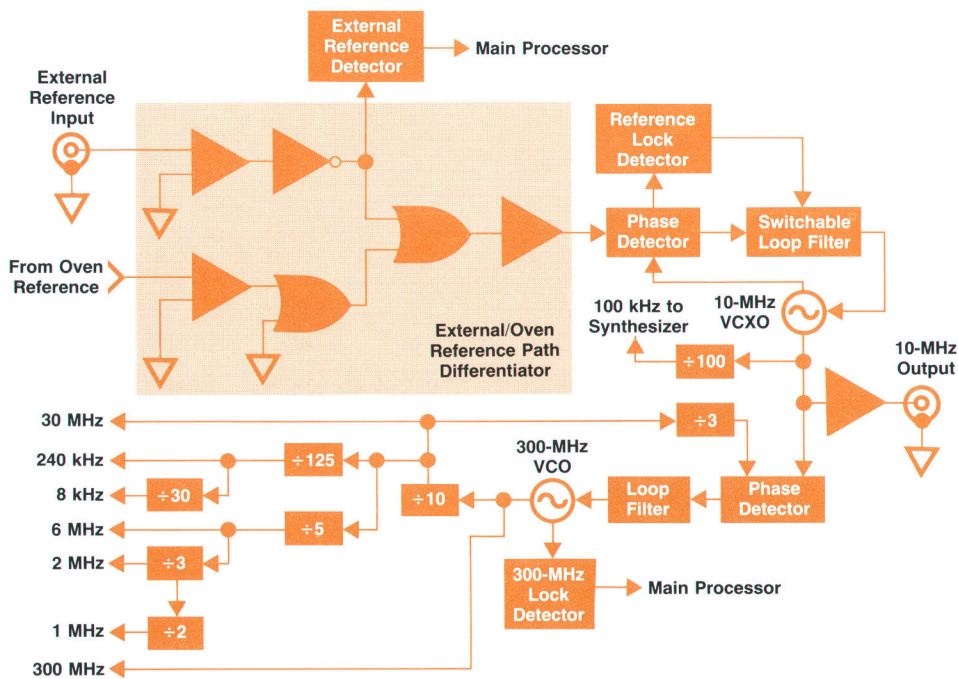 External
Reference
Detector
Main Processor
External
Reference
Input
Reference
Lock
Detector
Phase
Detector
Switchable
Loop Filter
From Oven
Reference
External/Oven
Reference Path
Differentiator
100 kHz to
Synthesizer
10-MHz
VCXO
÷100
10-MHz
Output
30 MHz
÷3
240 kHz
÷125
300-MHz
VCO
8 kHz
÷30
÷10
Loop
Filter
Phase
Detector
6 MHz
÷5
2 MHz
÷3
300-MHz
Lock
Detector
Main Processor
1 MHz
÷2
300 MHz